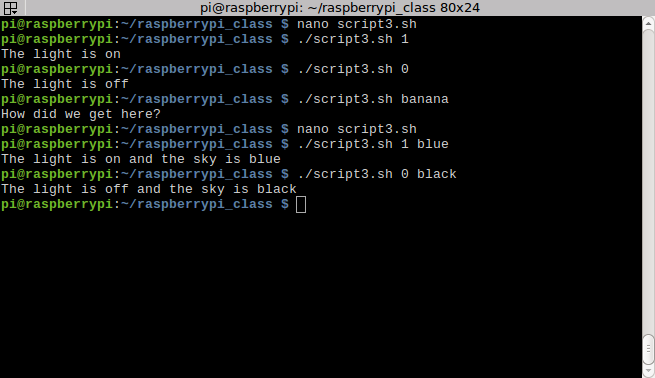 pi@raspberrypi: ~/raspberrypi_class 80x24
pi@raspberrypi:~/raspberrypi_class $ nano script3.sh
pi@raspberrypi:~/raspberrypi_class $ ./script3.sh 1
The light is on
pi@raspberrypi:~/raspberrypi_class $ ./script3.sh 0
The light is off
pi@raspberrypi:~/raspberrypi_class $ ./script3.sh banana
How did we get here?
pi@raspberrypi:~/raspberrypi_class $ nano script3.sh
pi@raspberrypi:~/raspberrypi_class $ ./script3.sh 1 blue
The light is on and the sky is blue
pi@raspberrypi:~/raspberrypi_class $ ./script3.sh 0 black
The light is off and the sky is black
pi@raspberrypi:~/raspberrypi_class $